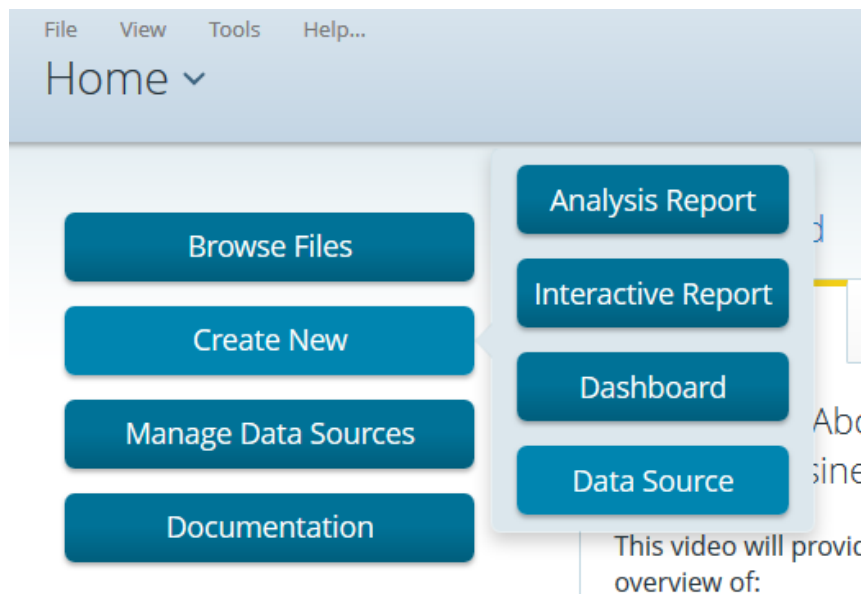 File View Tools Help...
Home
Browse Files
Create New
Manage Data Sources
Documentation
Analysis Report
Interactive Report
Dashboard
Data Source
This video will
overview of: